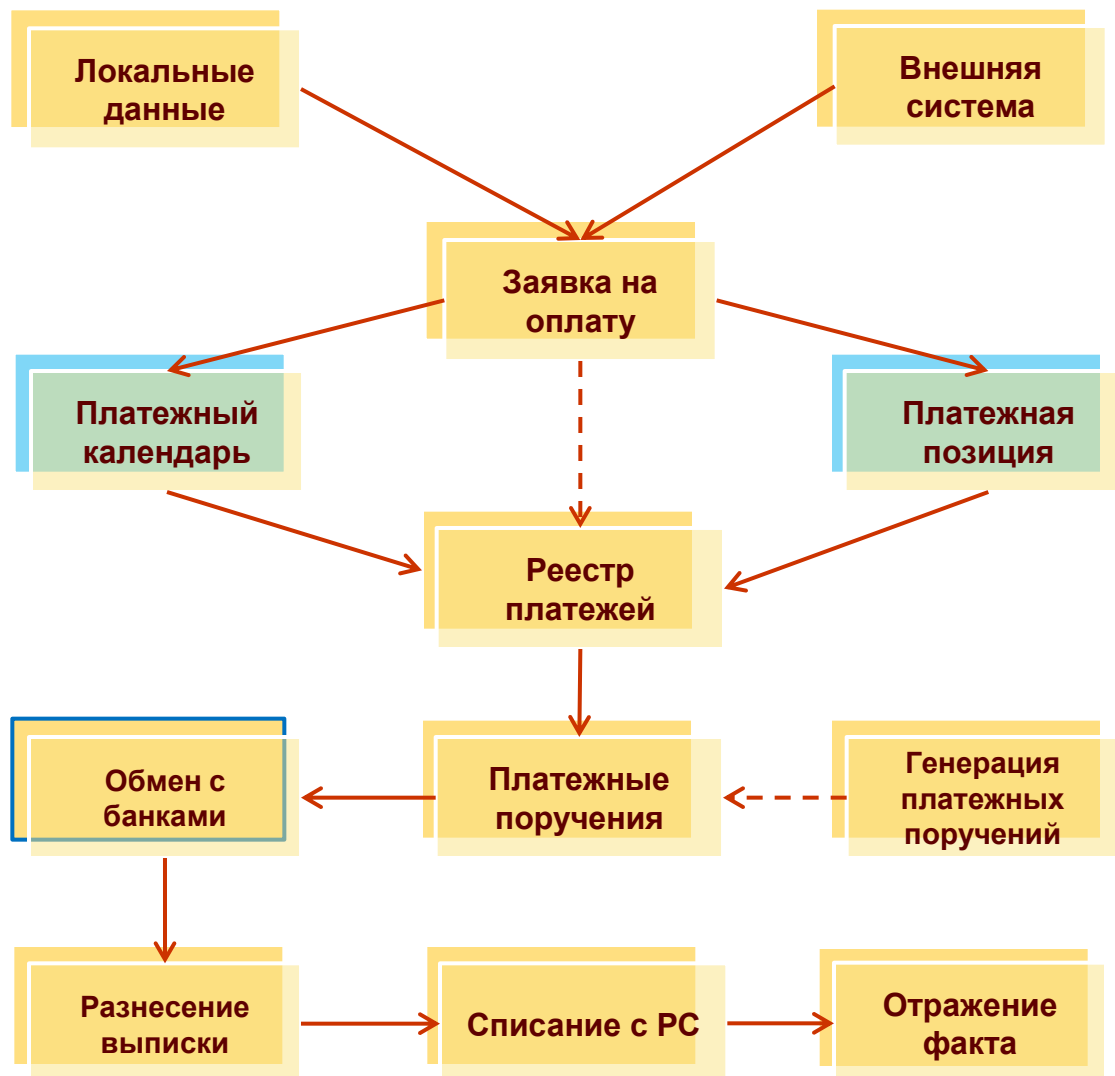 Локальные
данные
Внешняя
система
Заявка на
оплату
Платежный
календарь
Платежная
позиция
Реестр
платежей
Обмен с
банками
Платежные
поручения
Генерация
платежных
поручений
Разнесение
выписки
Списание с РС
Отражение
факта